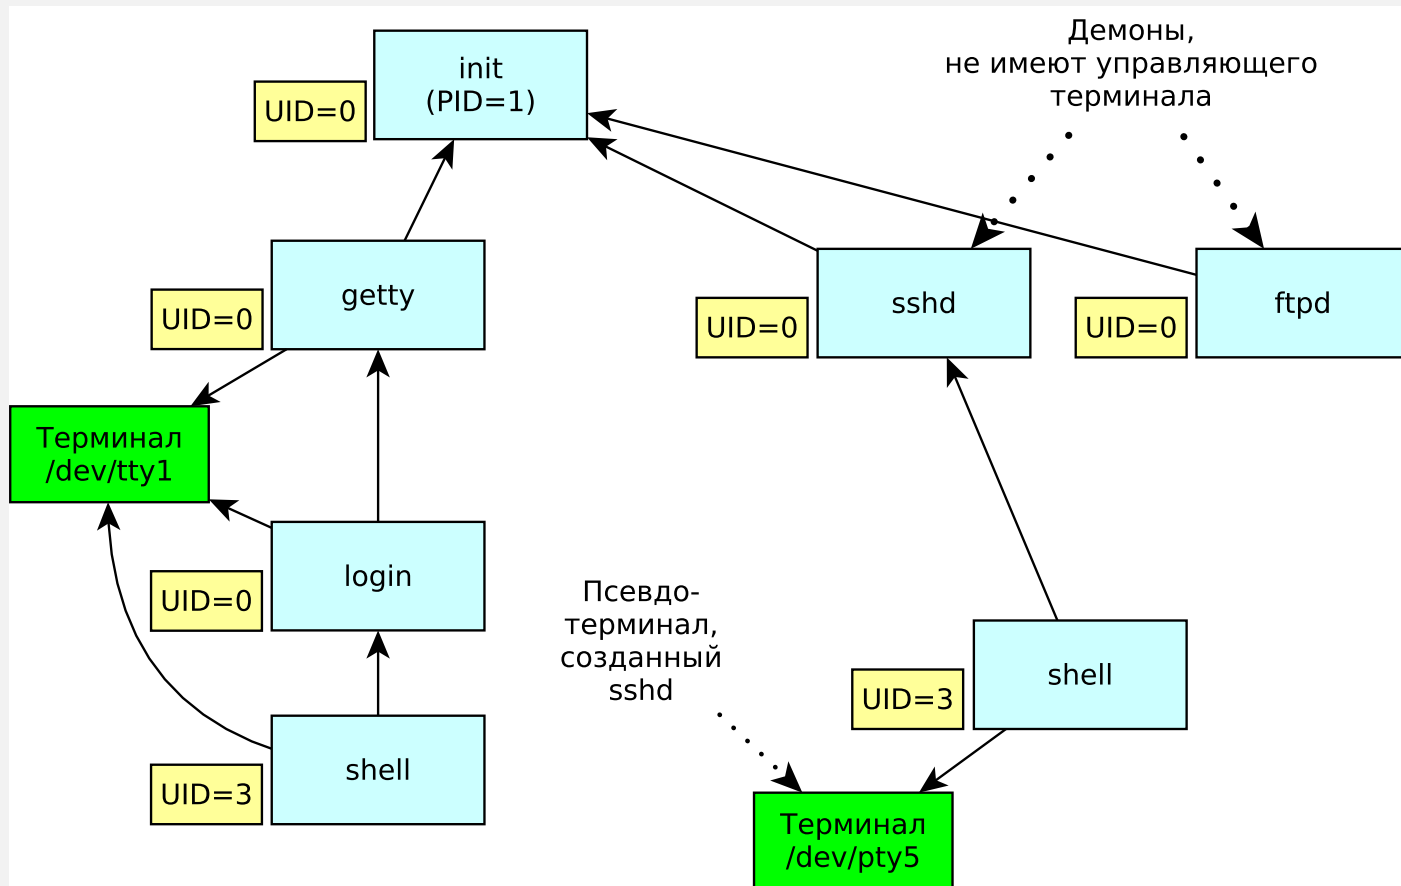 Демоны,
не имеют управляющего
терминала
init
(PID=1)
UID=0
getty
UID=0
sshd
UID=0
ftpd
UID=0
Терминал
/dev/tty1
login
UID=0
Псевдо-
терминал,
созданный
sshd
shell
UID=3
shell
UID=3
Терминал
/dev/pty5